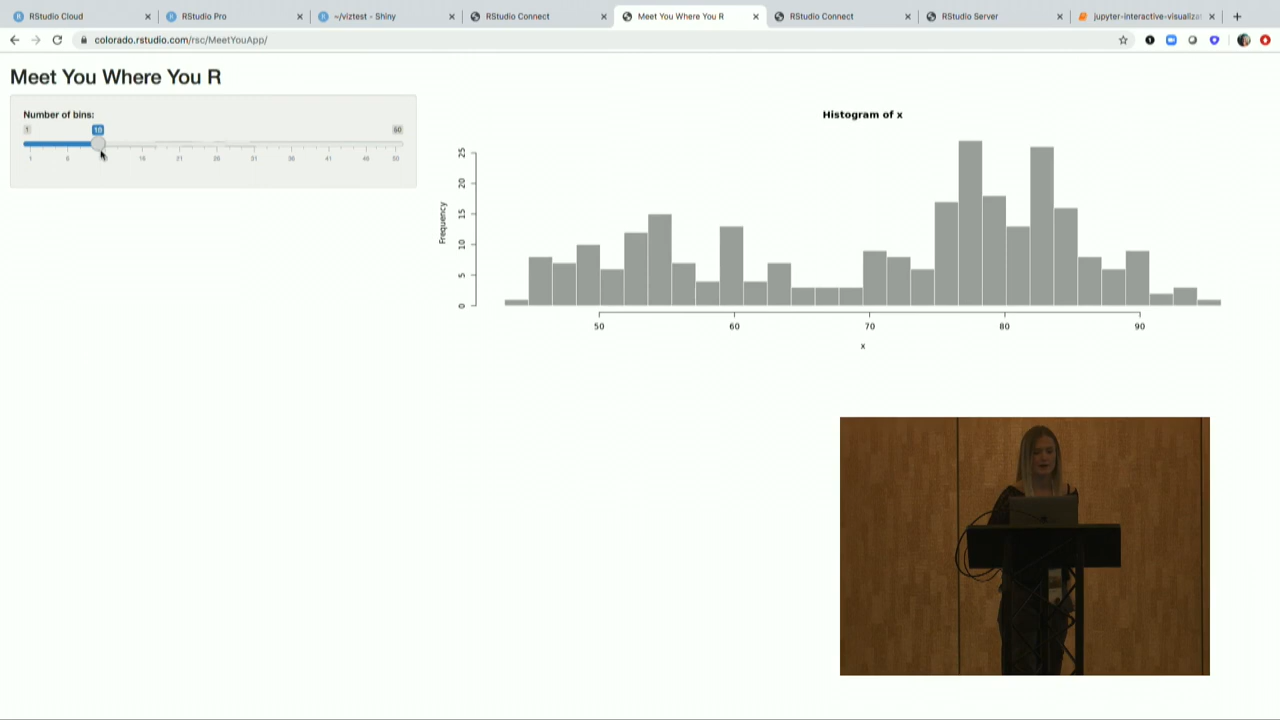 RStudio Cloud
RStudio Pro
~/viztest - Shiny
RStudio Connect
Meet You Where You R
RStudio Connect
RStudio Server
jupyter-interactive-visualiza
colorado.rstudio.com/rsc/MeetYouApp/
Meet You Where You R
Number of bins:
1 10 50
1 6 16 21 26 31 36 41 46 50
Histogram of x
Frequency
25
20
15
10
5
0
50 60 70 80 90
x